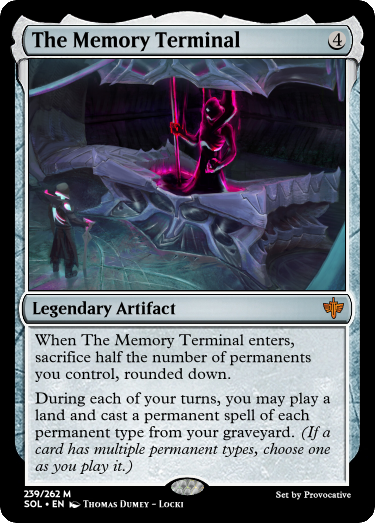 The Memory Terminal 4
Legendary Artifact
When The Memory Terminal enters,
sacrifice half the number of permanents
you control, rounded down.
During each of your turns, you may play a
land and cast a permanent spell of each
permanent type from your graveyard. (If a
card has multiple permanent types, choose one
as you play it.)
239/262 M
SOL • EN Thomas Dumey – Locki
Set by Provocative